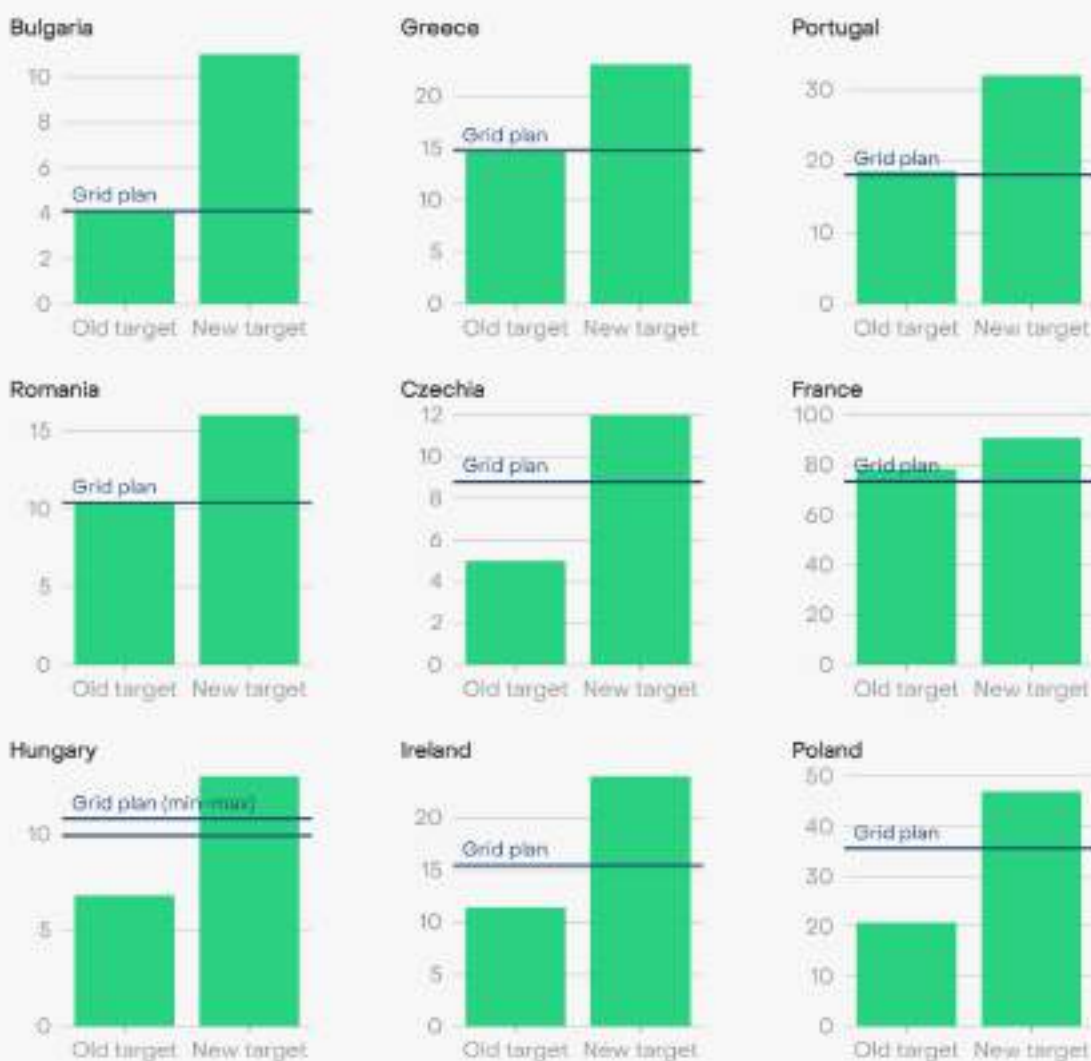 Bulgaria
10
8
6
Grid plan
4
2
0
Old target New target
Greece
20
Grid plan
15
10
5
0
Old target New target
Portugal
30
20
Grid plan
10
0
Old target New target
Romania
15
Grid plan
10
5
0
Old target New target
Czechia
12
10
Grid plan
8
6
4
2
0
Old target New target
France
100
80
Grid plan
60
40
20
0
Old target New target
Hungary
Grid plan (min-max)
10
5
0
Old target New target
Ireland
20
Grid plan
15
10
5
0
Old target New target
Poland
50
40
Grid plan
30
20
10
0
Old target New target